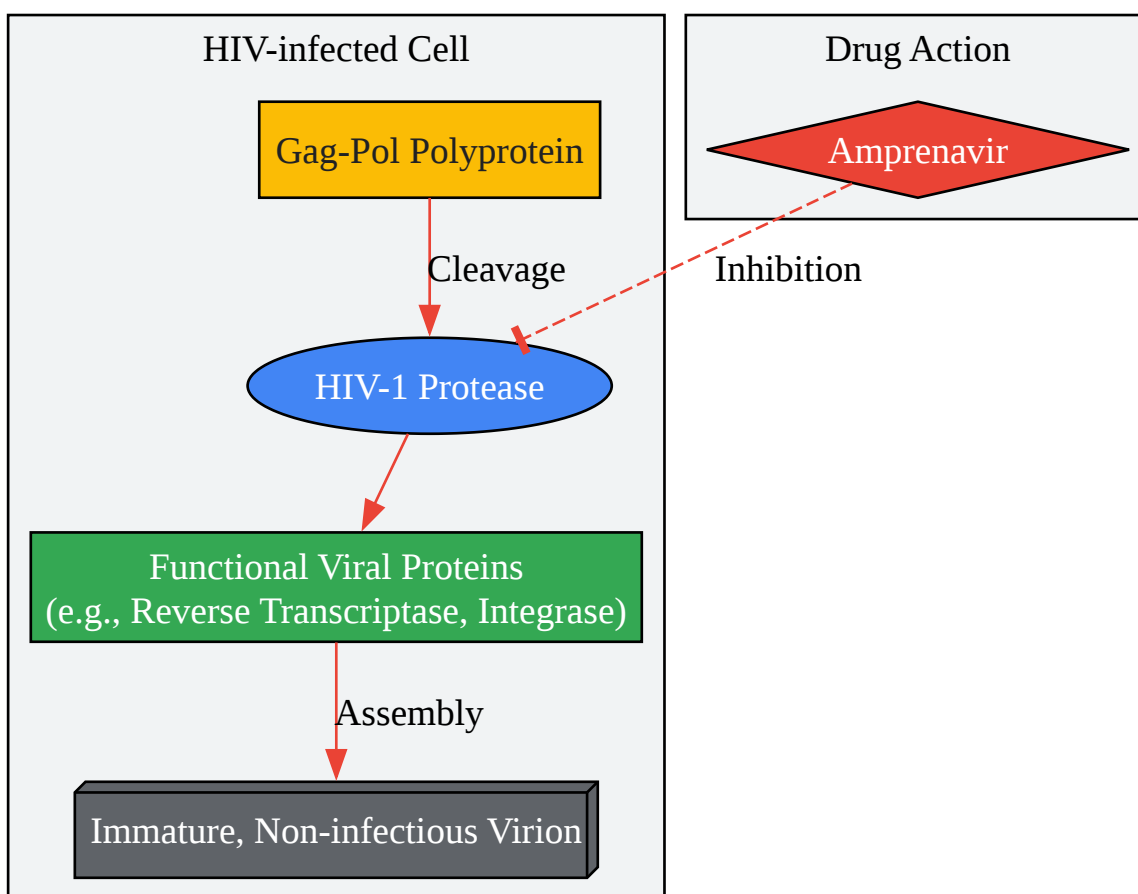 HIV-infected Cell
Drug Action
Gag-Pol Polyprotein
Amprenavir
Cleavage
Inhibition
HIV-1 Protease
Functional Viral Proteins
(e.g., Reverse Transcriptase, Integrase)
Assembly
Immature, Non-infectious Virion